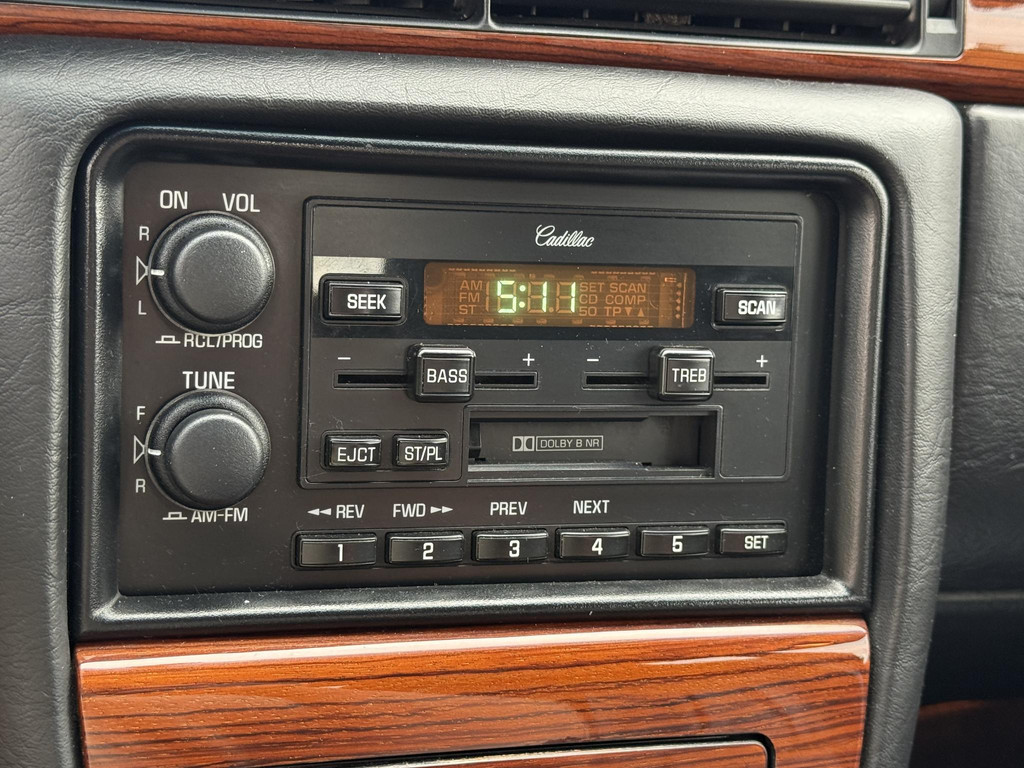 ON VOL
R
L
RCL/PROG
TUNE
F
R
AM-FM
Cadillac
SEEK
AM
FM
ST
5:11
SET SCAN
CD COMP
SO TP▼▲
SCAN
− BASS +
− TREB +
EJCT ST/PL
DOLBY B NR
◄◄ REV FWD ►► PREV NEXT
1 2 3 4 5 SET